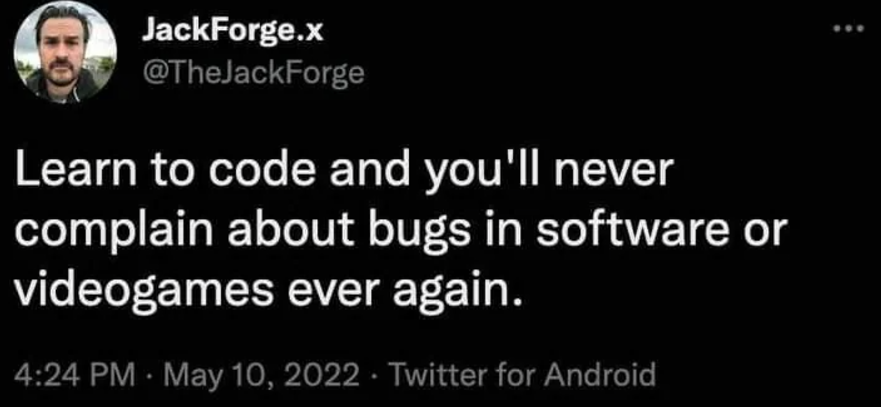 JackForge.x
@TheJackForge
Learn to code and you'll never
complain about bugs in software or
videogames ever again.
4:24 PM · May 10, 2022 · Twitter for Android